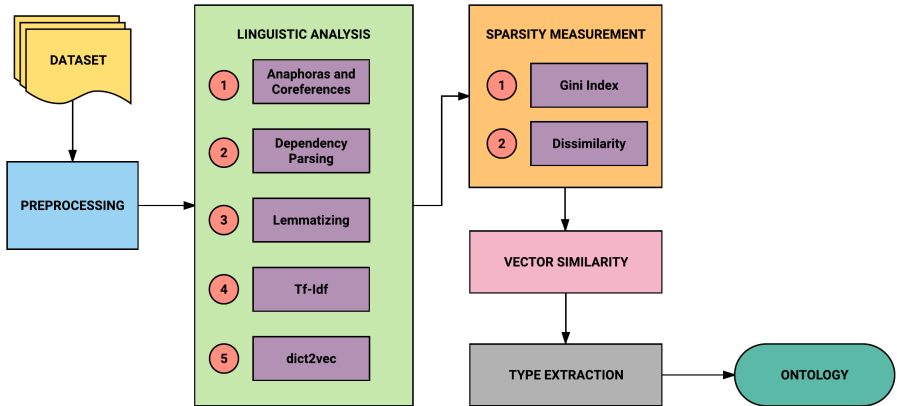 DATASET
PREPROCESSING
LINGUISTIC ANALYSIS
1
Anaphoras and
Coreferences
2
Dependency
Parsing
3
Lemmatizing
4
Tf-Idf
5
dict2vec
SPARSITY MEASUREMENT
1
Gini Index
2
Dissimilarity
VECTOR SIMILARITY
TYPE EXTRACTION
ONTOLOGY